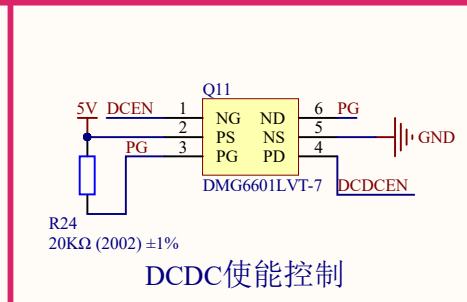 Q11
5V DCEN 1 NG ND 6 PG
2 PS NS 5 GND
PG 3 PG PD 4
DMG6601LVT-7 DCDCEN
R24
20KΩ (2002) ±1%
DCDC使能控制